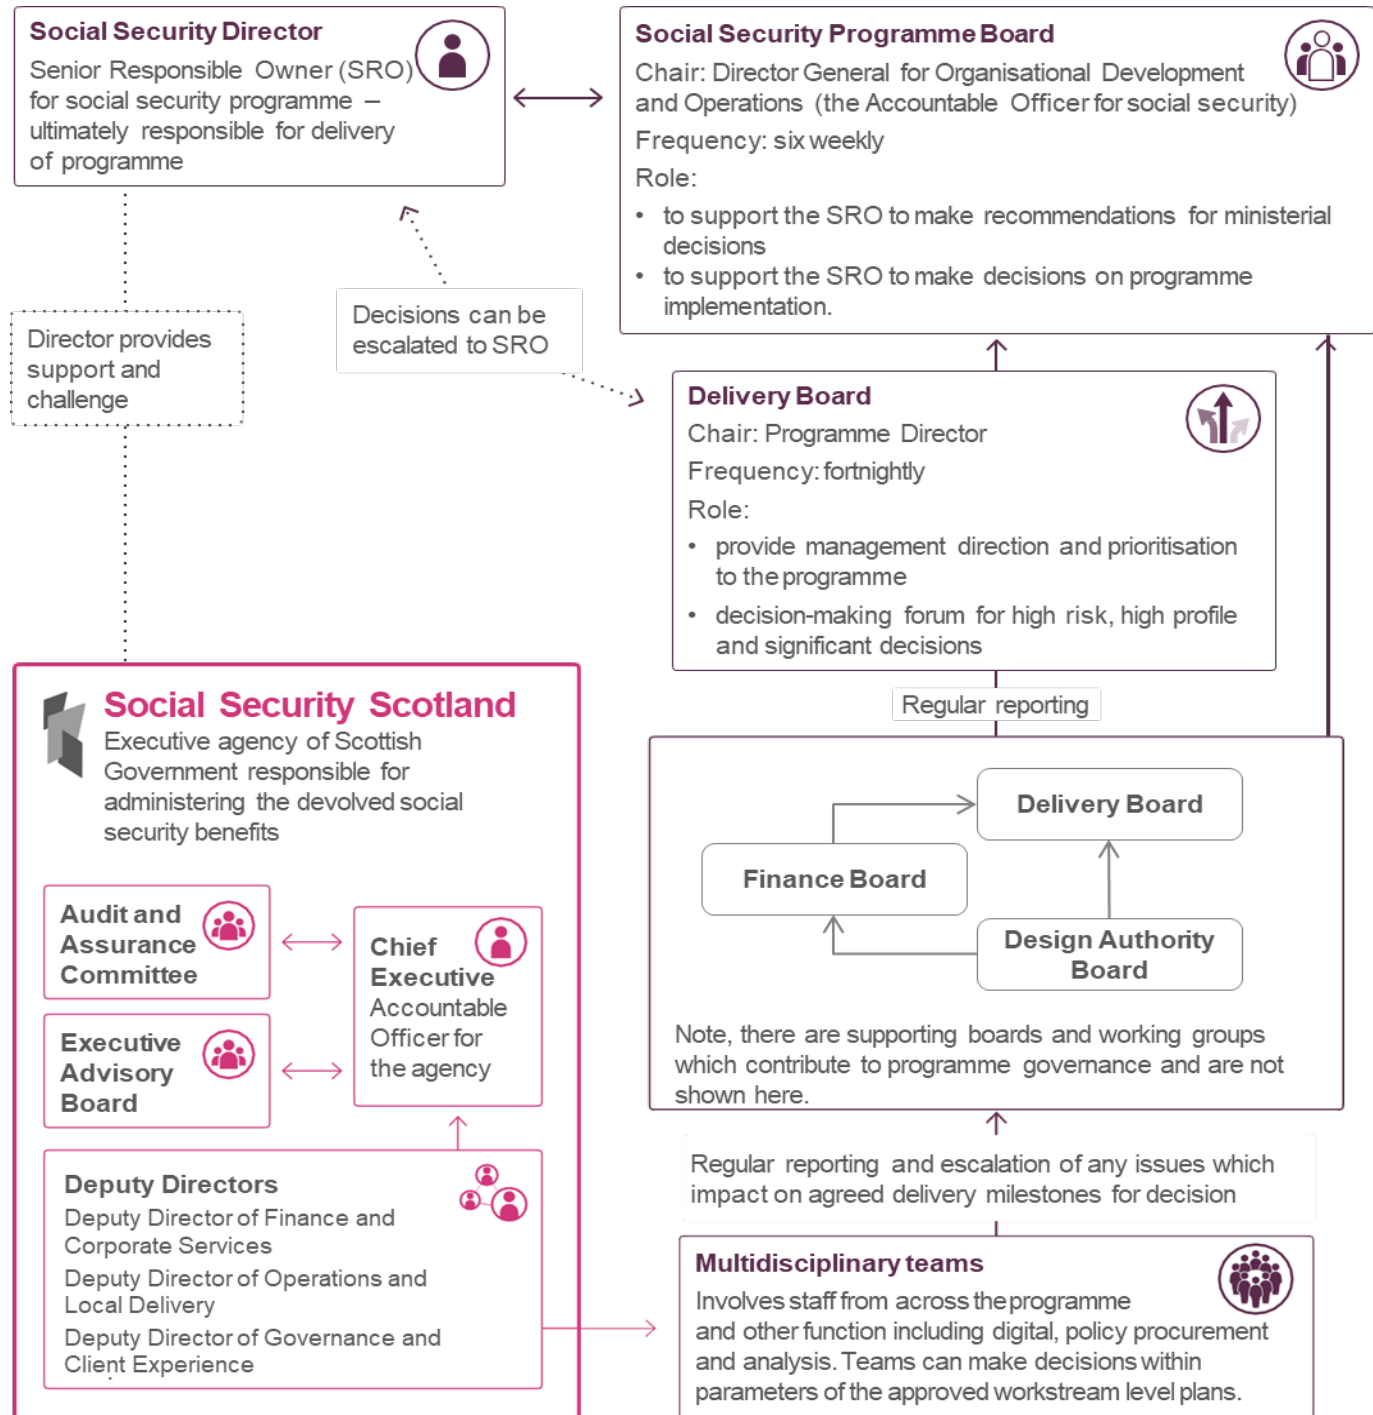 Social Security Director
Senior Responsible Owner (SRO)
for social security programme –
ultimately responsible for delivery
of programme
Social Security Programme Board
Chair: Director General for Organisational Development
and Operations (the Accountable Officer for social security)
Frequency: six weekly
Role:
• to support the SRO to make recommendations for ministerial
decisions
• to support the SRO to make decisions on programme
implementation.
Director provides
support and
challenge
Decisions can be
escalated to SRO
Delivery Board
Chair: Programme Director
Frequency: fortnightly
Role:
• provide management direction and prioritisation
to the programme
• decision-making forum for high risk, high profile
and significant decisions
Regular reporting
Social Security Scotland
Executive agency of Scottish
Government responsible for
administering the devolved social
security benefits
Audit and
Assurance
Committee
Executive
Advisory
Board
Chief
Executive
Accountable
Officer for
the agency
Deputy Directors
Deputy Director of Finance and
Corporate Services
Deputy Director of Operations and
Local Delivery
Deputy Director of Governance and
Client Experience
Delivery Board
Finance Board
Design Authority
Board
Note, there are supporting boards and working groups
which contribute to programme governance and are not
shown here.
Regular reporting and escalation of any issues which
impact on agreed delivery milestones for decision
Multidisciplinary teams
Involves staff from across the programme
and other function including digital, policy procurement
and analysis. Teams can make decisions within
parameters of the approved workstream level plans.